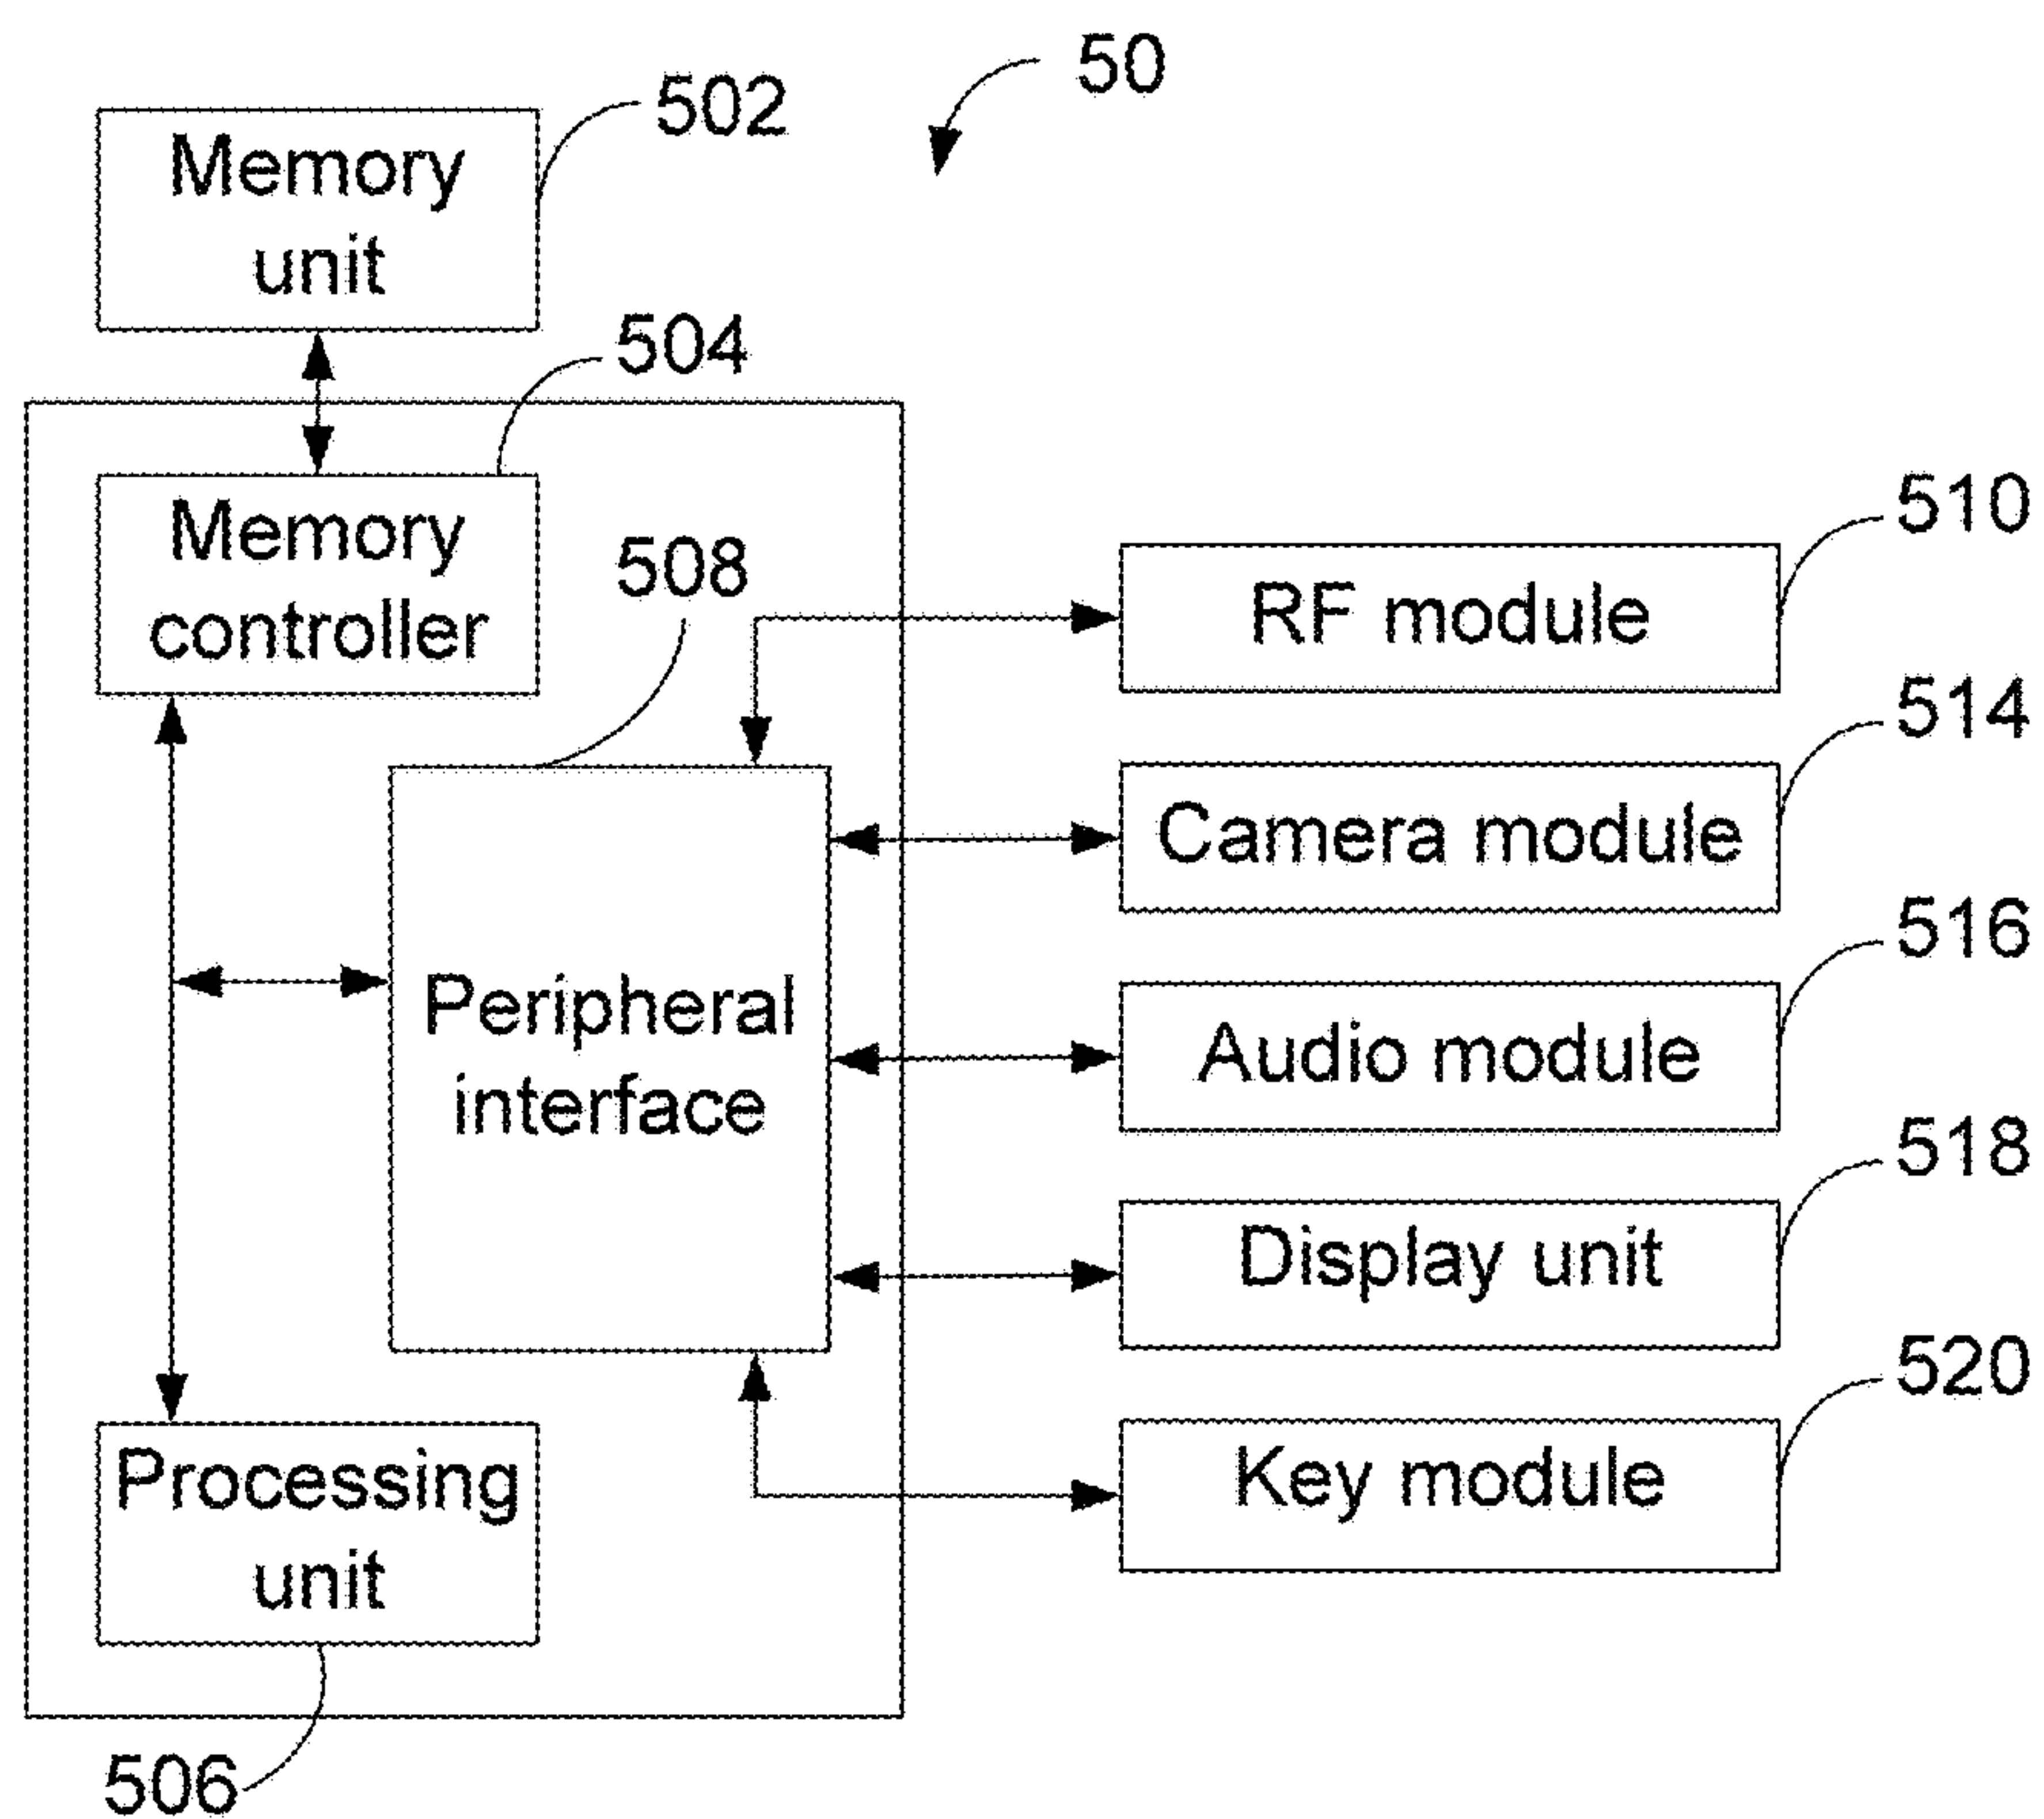 50
502
Memory
unit
504
Memory
controller
508
510
RF module
514
Camera module
516
Peripheral
interface
Audio module
518
Display unit
520
Key module
Processing
unit
506